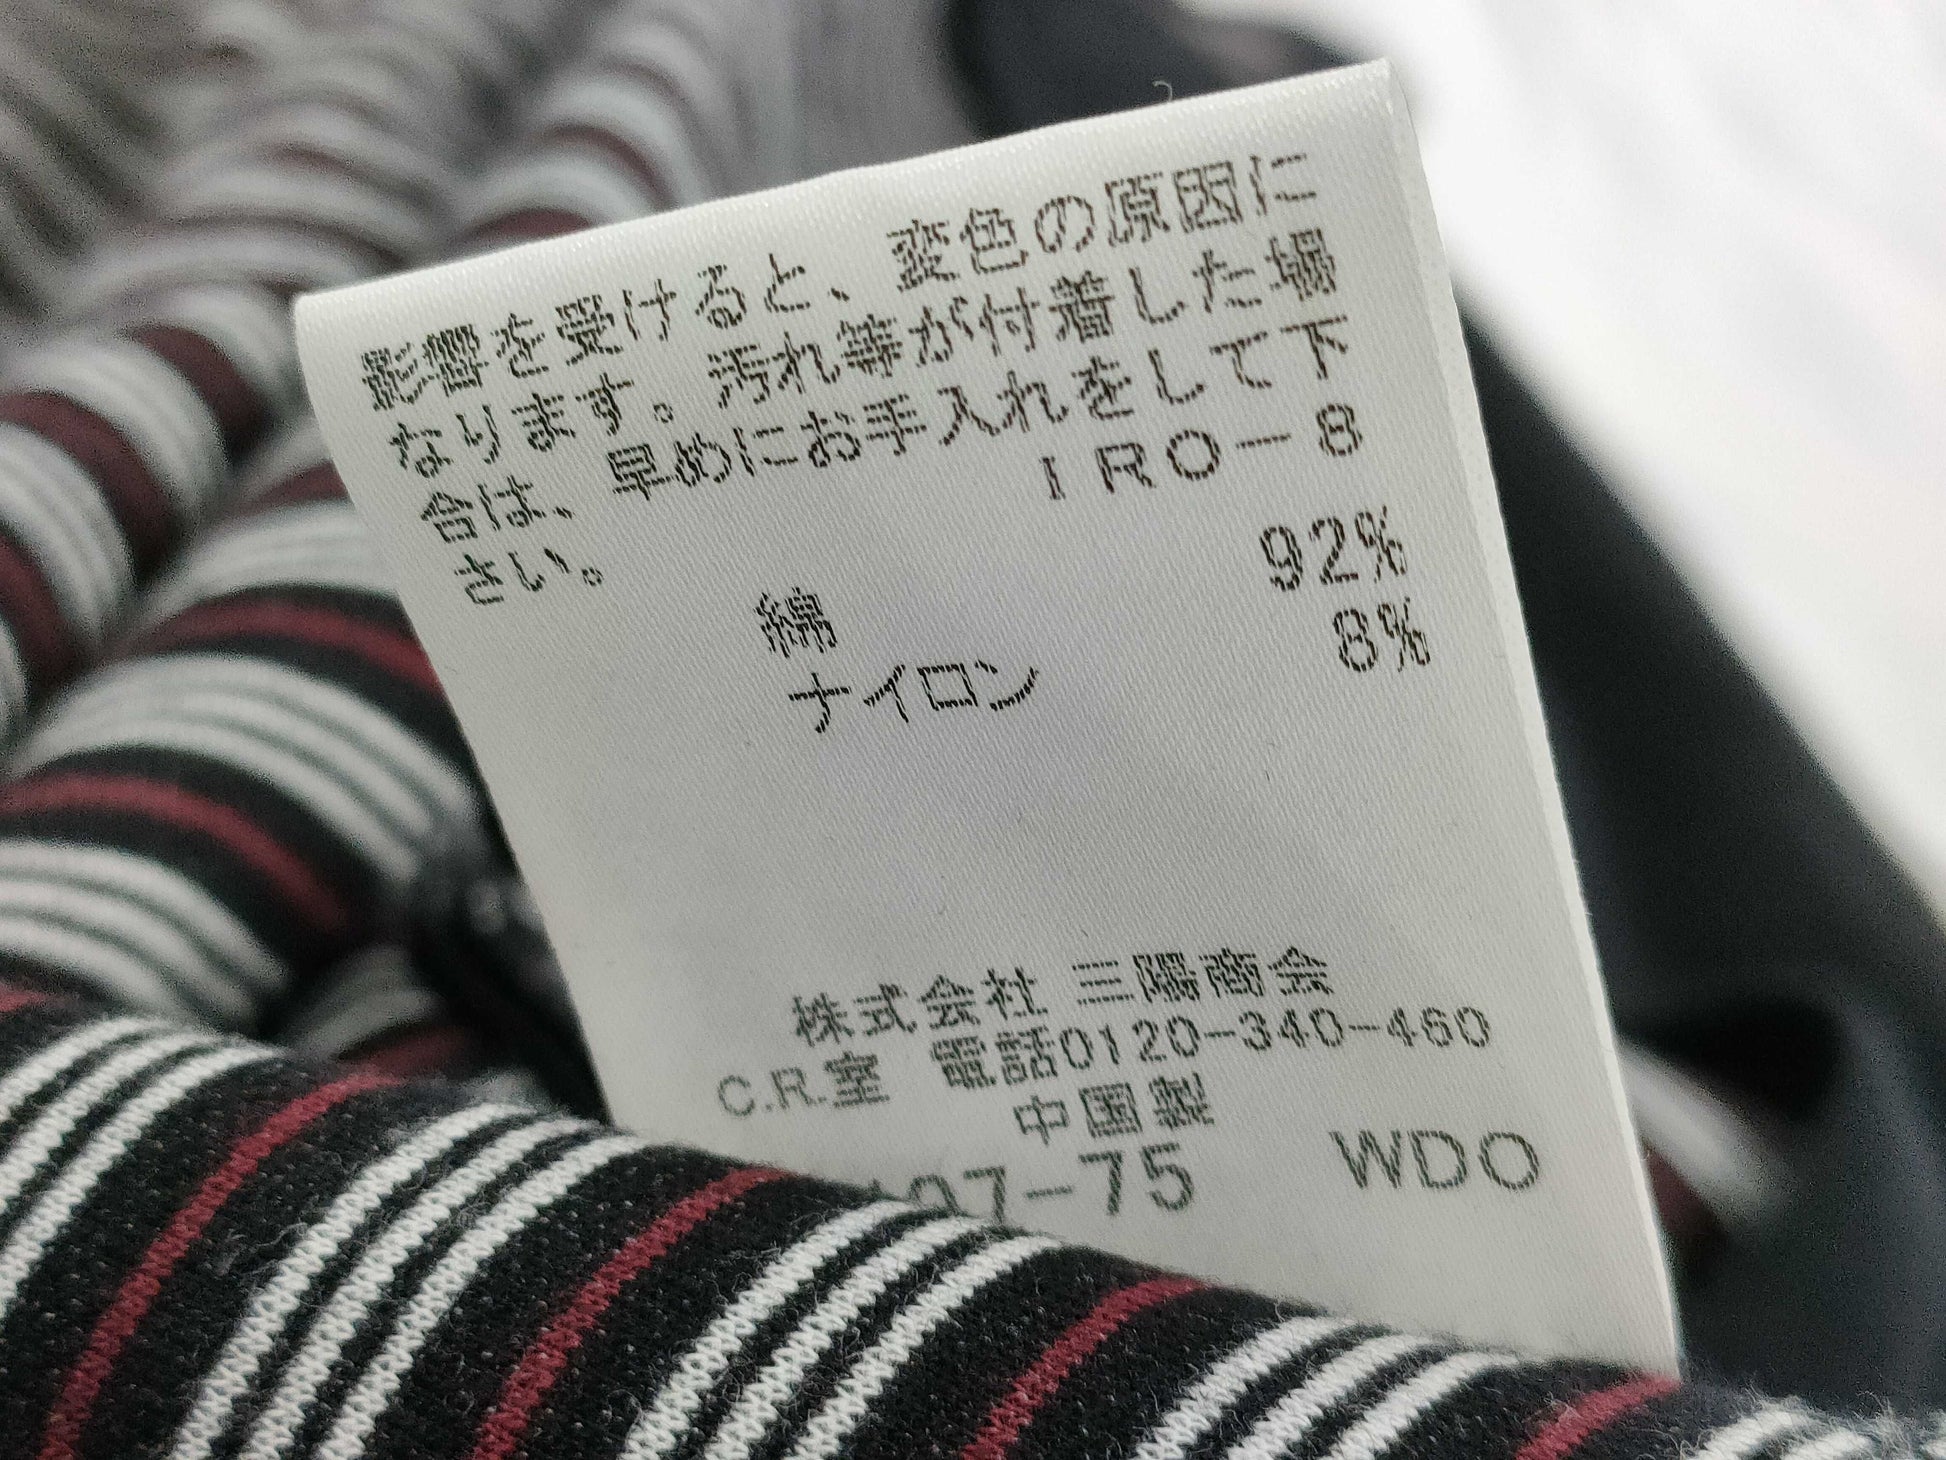 影響を受けると、変色の原因に
なります。汚れ等が付着した場
合は、早めにお手入れをして下
さい。
IRO-8
綿 92%
ナイロン 8%
株式会社 三陽商会
C.R.室 電話0120-340-460
中国製
197-75 WDO